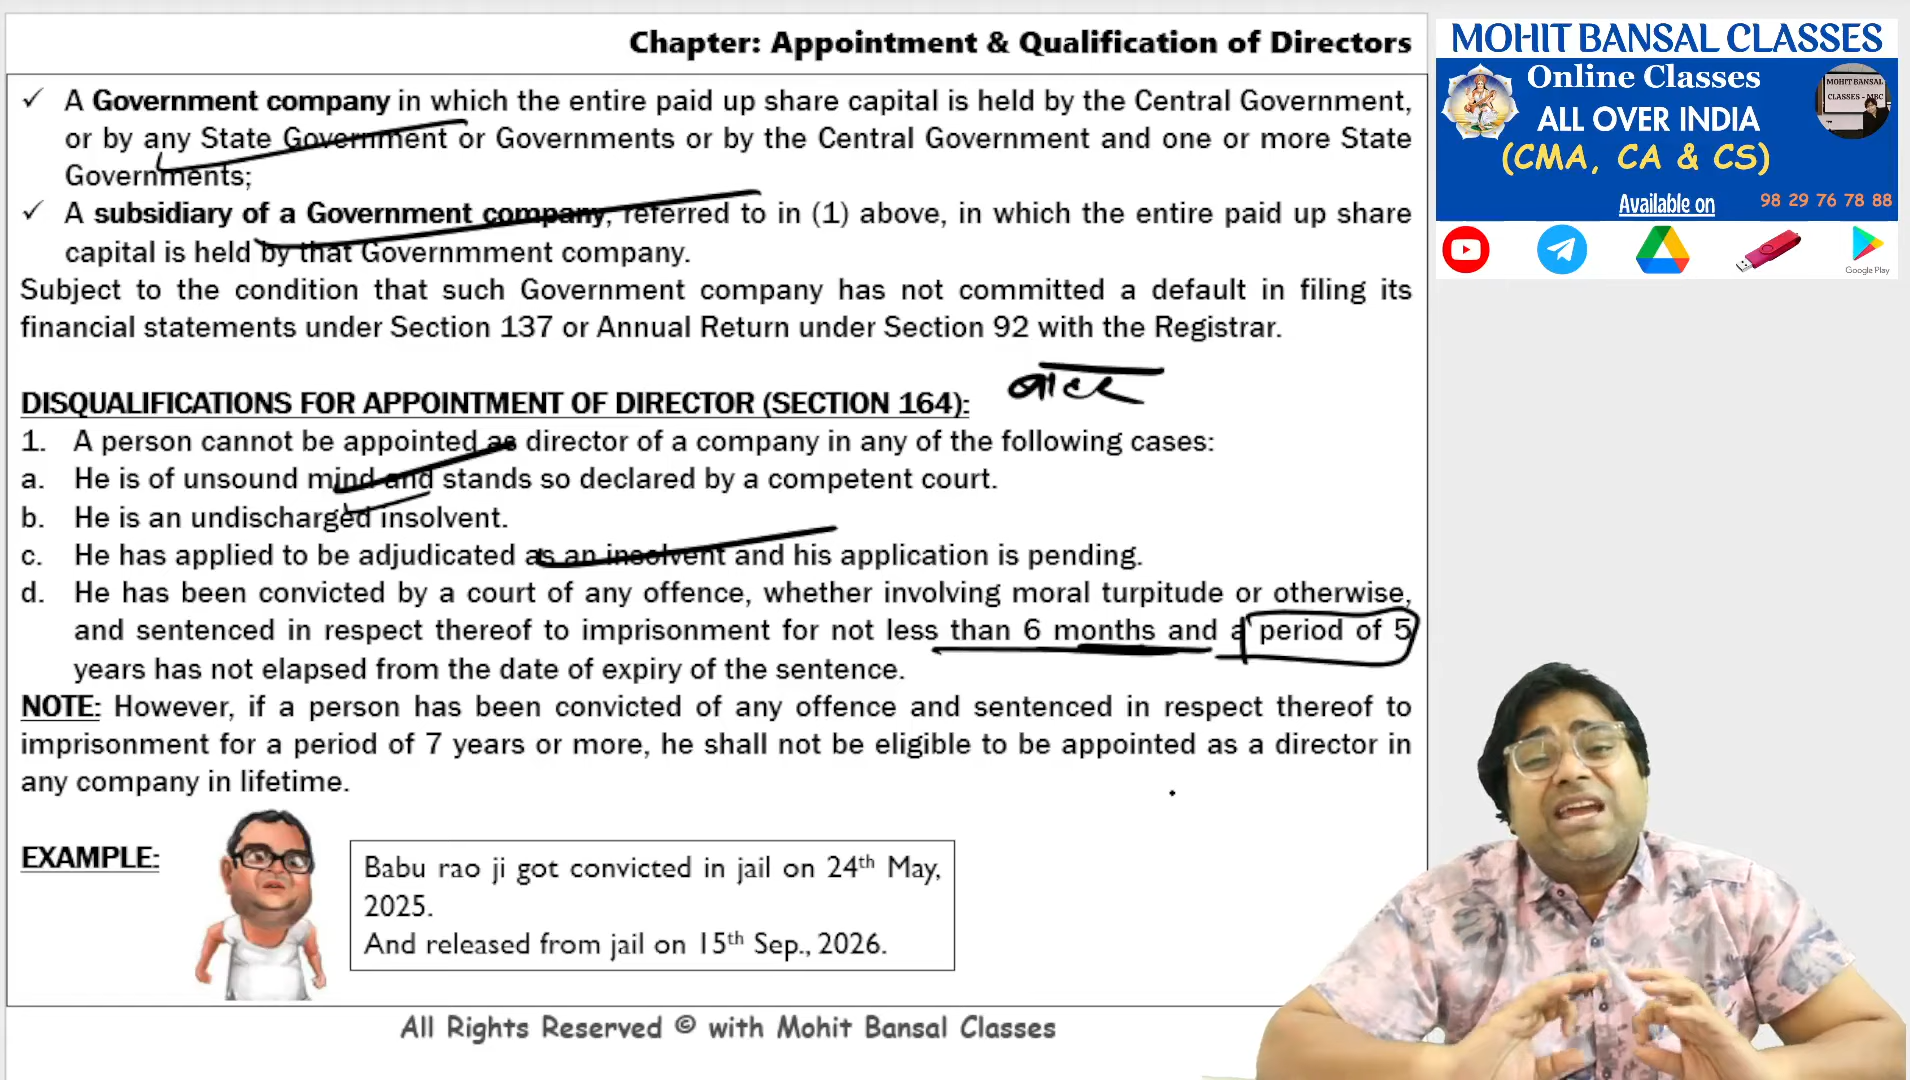 Chapter: Appointment & Qualification of Directors
✓ A Government company in which the entire paid up share capital is held by the Central Government,
or by any State Government or Governments or by the Central Government and one or more State
Governments;
✓ A subsidiary of a Government company, referred to in (1) above, in which the entire paid up share
capital is held by that Governmment company.
Subject to the condition that such Government company has not committed a default in filing its
financial statements under Section 137 or Annual Return under Section 92 with the Registrar.
DISQUALIFICATIONS FOR APPOINTMENT OF DIRECTOR (SECTION 164):
बाहर
1. A person cannot be appointed as director of a company in any of the following cases:
a. He is of unsound mind and stands so declared by a competent court.
b. He is an undischarged insolvent.
c. He has applied to be adjudicated as an insolvent and his application is pending.
d. He has been convicted by a court of any offence, whether involving moral turpitude or otherwise,
and sentenced in respect thereof to imprisonment for not less than 6 months and a period of 5
years has not elapsed from the date of expiry of the sentence.
NOTE: However, if a person has been convicted of any offence and sentenced in respect thereof to
imprisonment for a period of 7 years or more, he shall not be eligible to be appointed as a director in
any company in lifetime.
EXAMPLE:
Babu rao ji got convicted in jail on 24th May,
2025.
And released from jail on 15th Sep., 2026.
All Rights Reserved © with Mohit Bansal Classes
MOHIT BANSAL CLASSES
Online Classes
ALL OVER INDIA
(CMA, CA & CS)
Available on
98 29 76 78 88
MOHIT BANSAL
CLASSES - MBC
Google Play